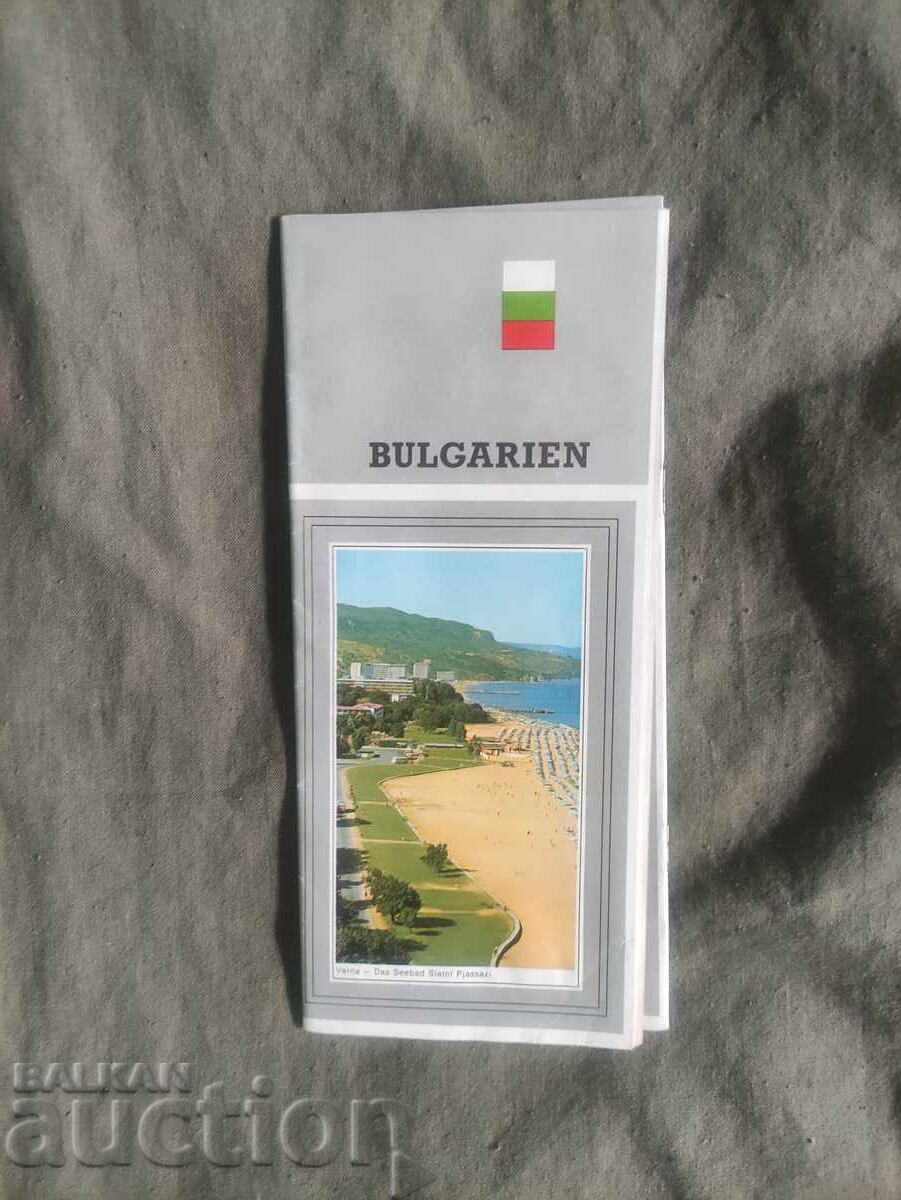 BULGARIEN
Varna – Das Seebad Slatni Pjassazi
BALKAN
auction